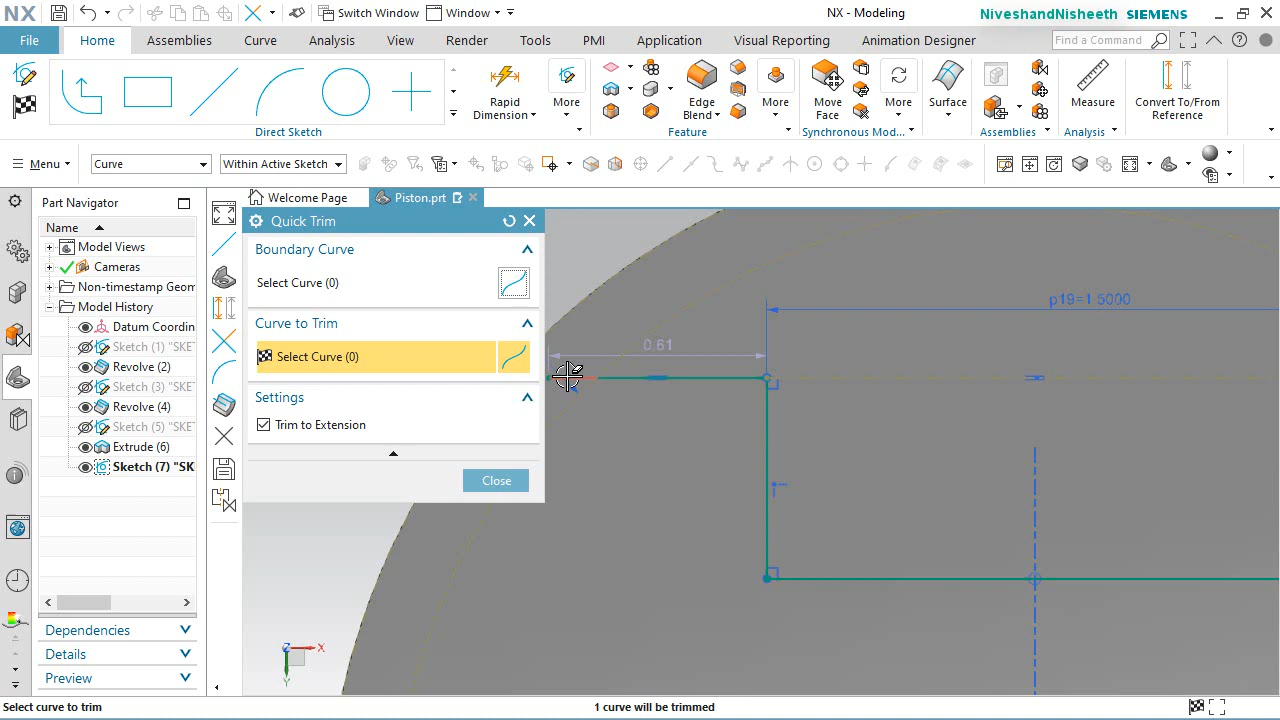 NX
Switch Window
Window
NX - Modeling
NiveshandNisheeth SIEMENS
File
Home
Assemblies
Curve
Analysis
View
Render
Tools
PMI
Application
Visual Reporting
Animation Designer
Find a Command
Rapid
Dimension
More
Edge
Blend
More
Move
Face
More
Surface
Measure
Convert To/From
Reference
Direct Sketch
Feature
Synchronous Mod...
Assemblies
Analysis
Menu
Curve
Within Active Sketch
Part Navigator
Welcome Page
Piston.prt
Name
Model Views
Cameras
Non-timestamp Geom
Model History
Datum Coordin
Sketch (1) "SKE
Revolve (2)
Sketch (3) "SKE
Revolve (4)
Sketch (5) "SKE
Extrude (6)
Sketch (7) "SK
Dependencies
Details
Preview
Quick Trim
Boundary Curve
Select Curve (0)
Curve to Trim
Select Curve (0)
Settings
Trim to Extension
Close
p19=1.5000
0.61
Z
X
Y
Select curve to trim
1 curve will be trimmed